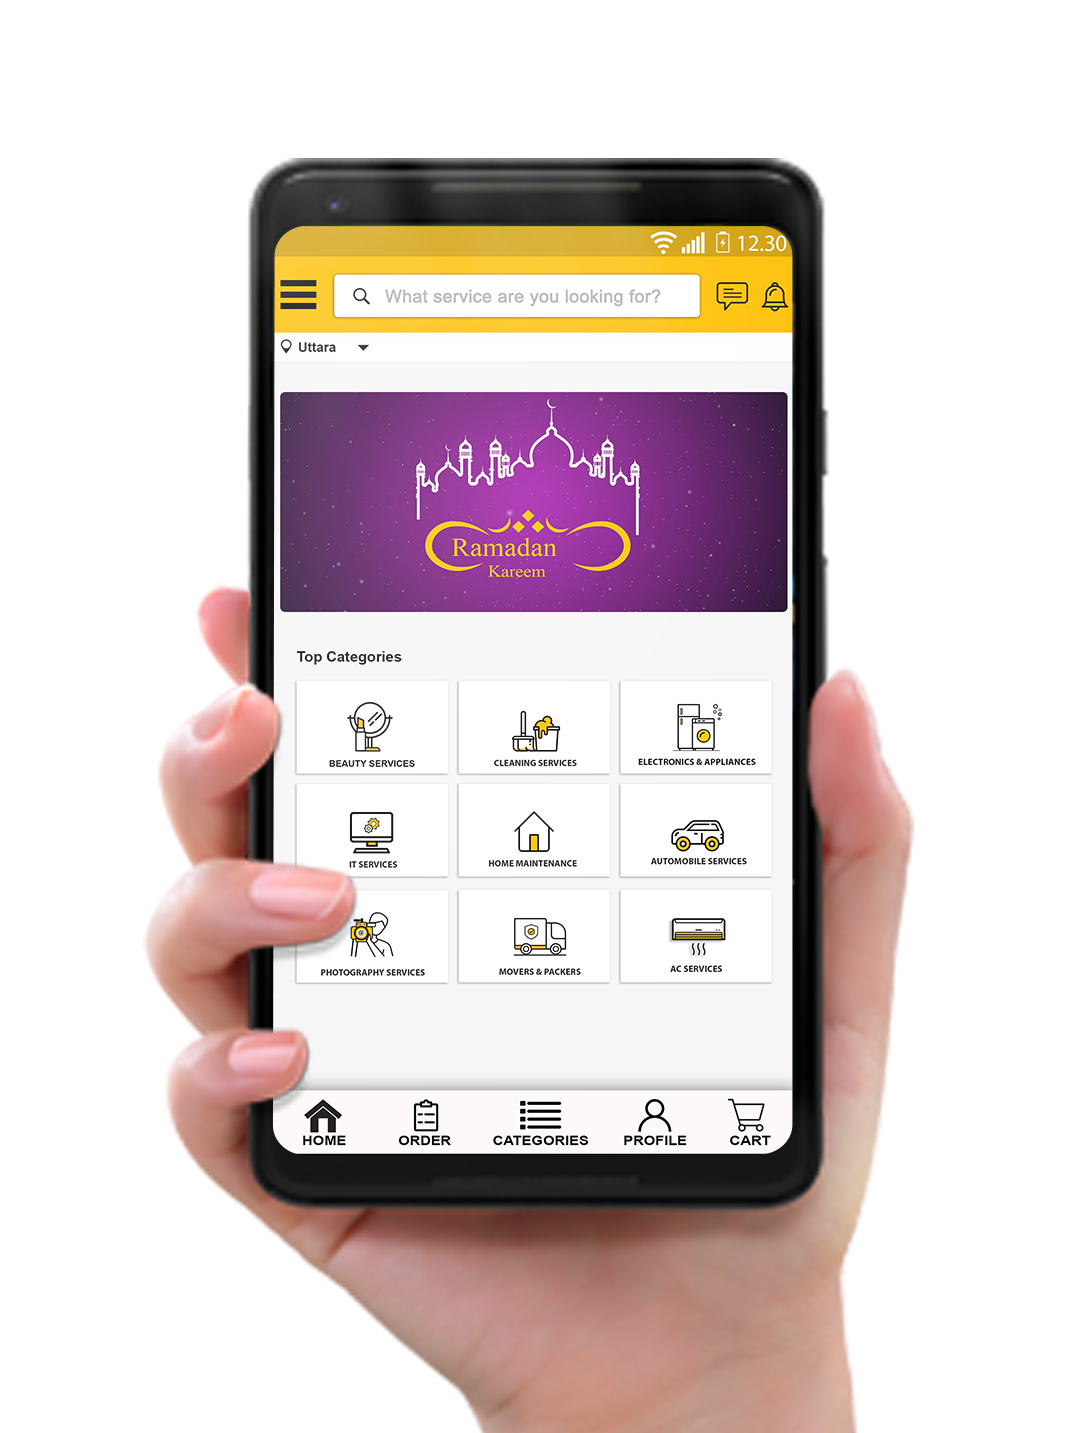 12.30
What service are you looking for?
Uttara
Ramadan
Kareem
Top Categories
BEAUTY SERVICES
CLEANING SERVICES
ELECTRONICS & APPLIANCES
IT SERVICES
HOME MAINTENANCE
AUTOMOBILE SERVICES
PHOTOGRAPHY SERVICES
MOVERS & PACKERS
AC SERVICES
HOME
ORDER
CATEGORIES
PROFILE
CART